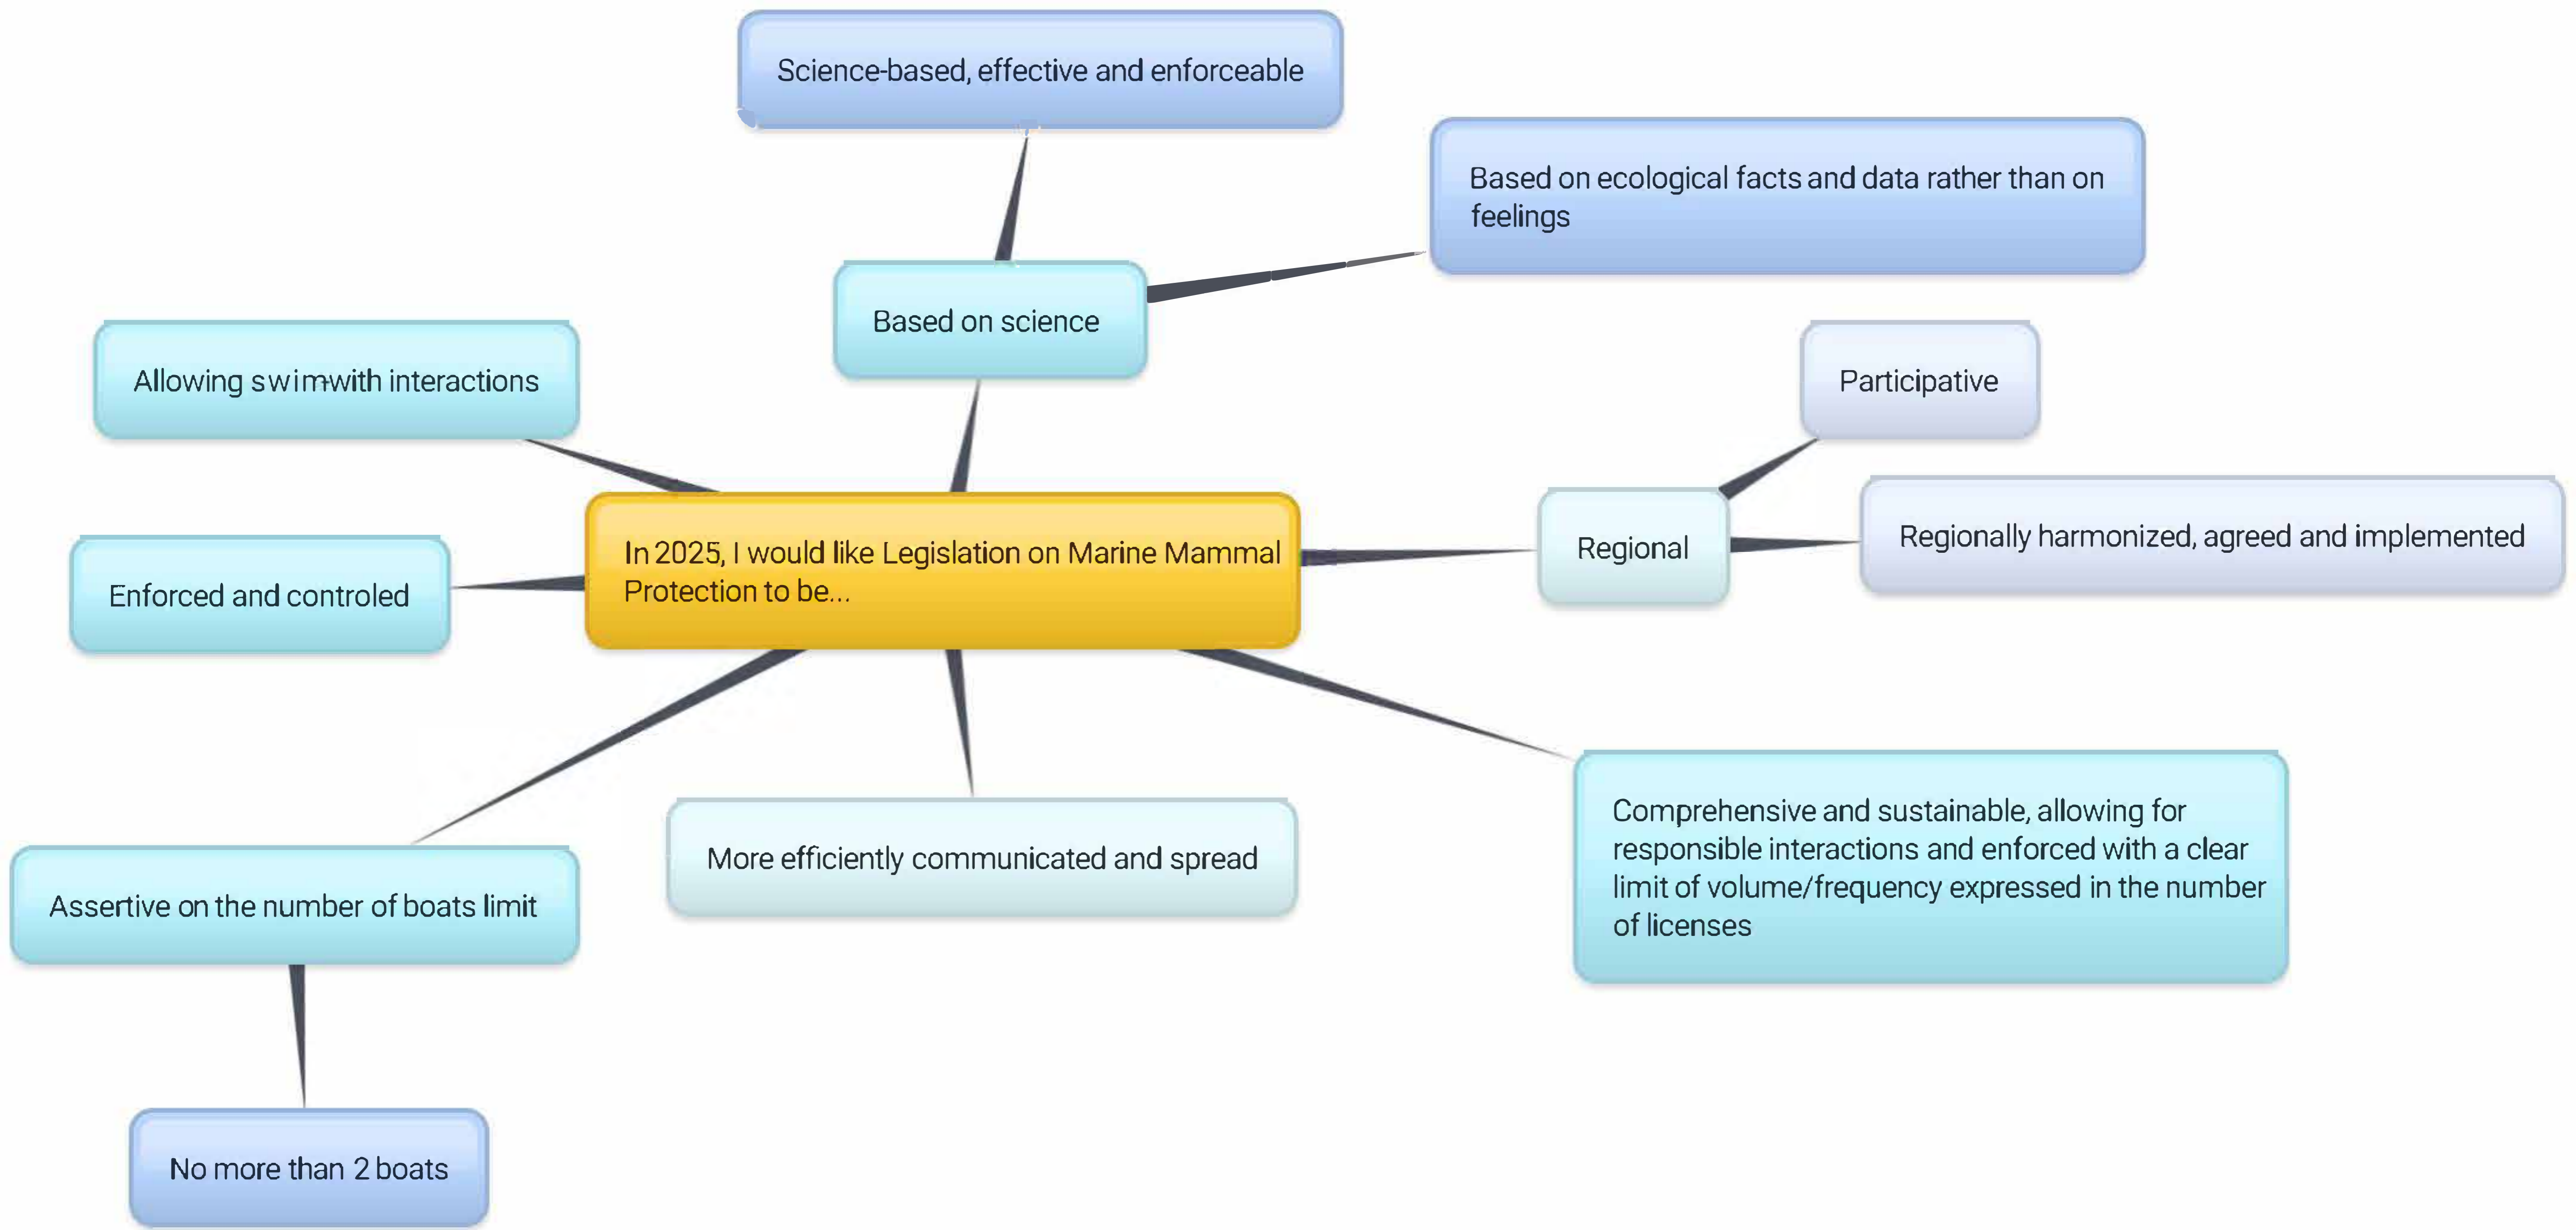 Science-based, effective and enforceable
Based on ecological facts and data rather than on
feelings
Based on science
Allowing swim-with interactions
Participative
Regionally harmonized, agreed and implemented
Regional
In 2025, I would like Legislation on Marine Mammal
Protection to be...
Enforced and controled
Comprehensive and sustainable, allowing for
responsible interactions and enforced with a clear
limit of volume/frequency expressed in the number
of licenses
More efficiently communicated and spread
Assertive on the number of boats limit
No more than 2 boats